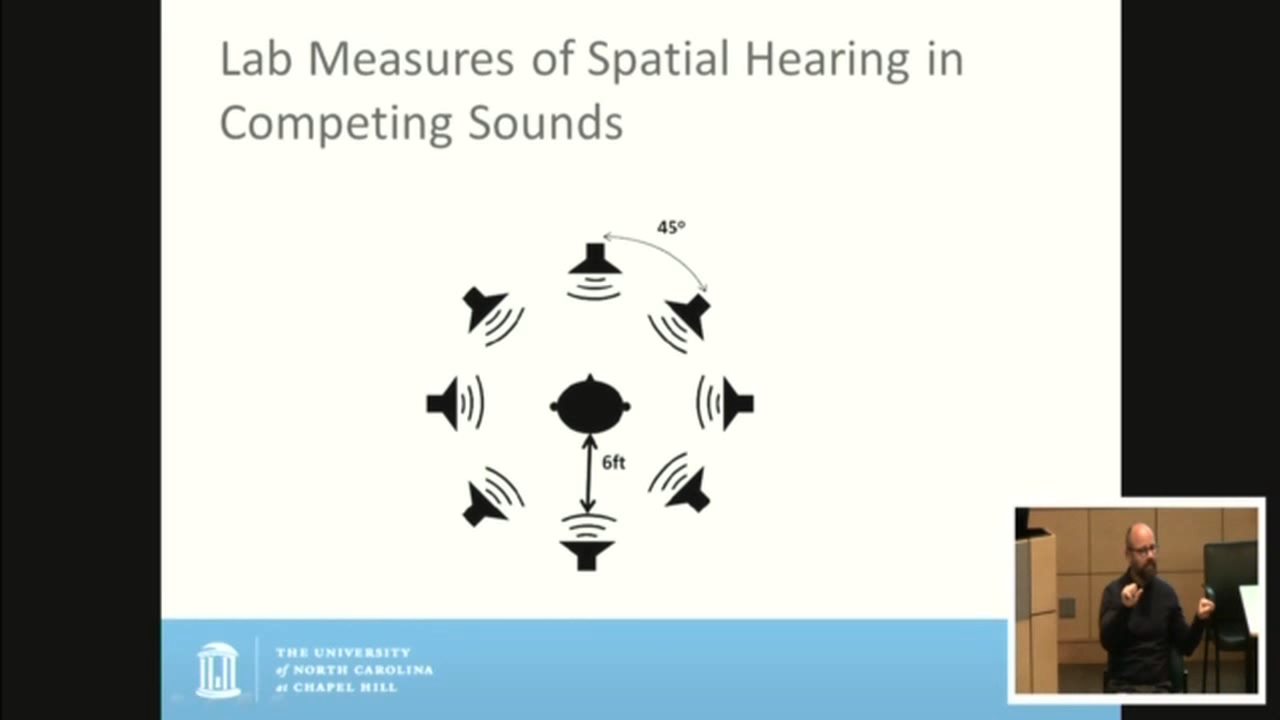 Lab Measures of Spatial Hearing in
Competing Sounds
45°
6ft
THE UNIVERSITY
of NORTH CAROLINA
at CHAPEL HILL